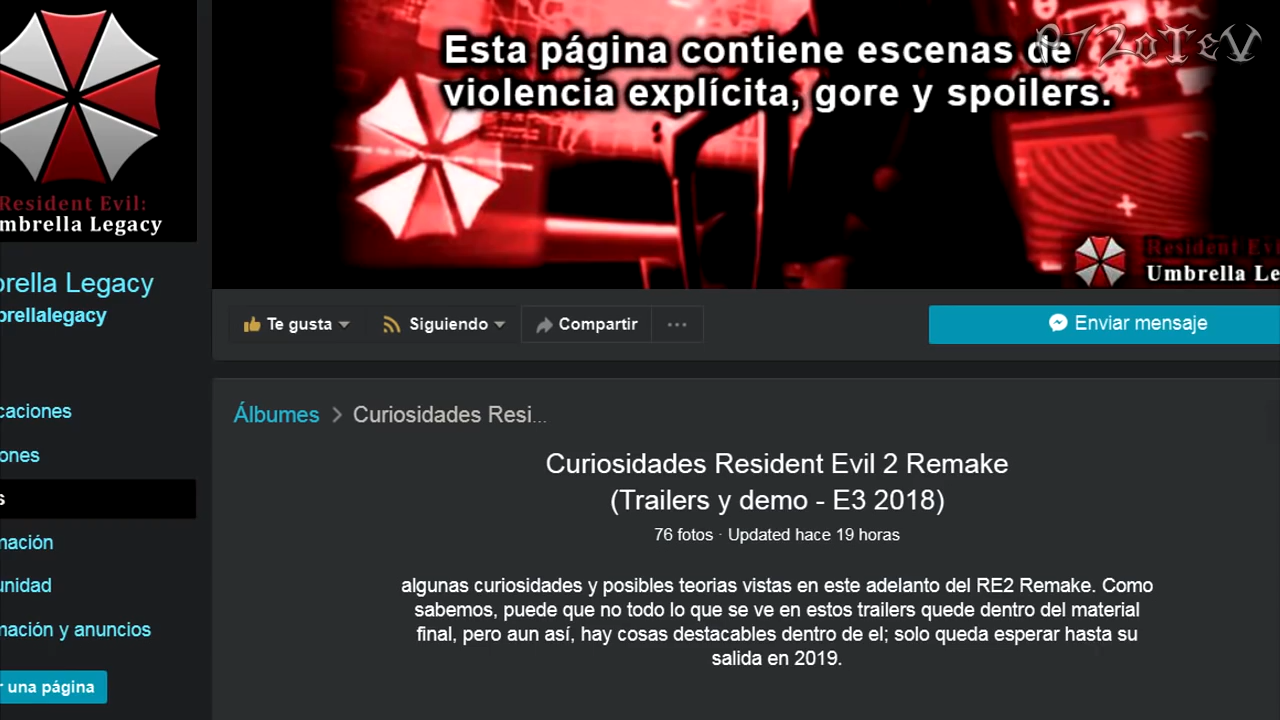 PT2oTeV
Esta página contiene escenas de
violencia explícita, gore y spoilers.
Resident Evil:
mbrella Legacy
Resident Evi
Umbrella Le
brella Legacy
brellalegacy
Te gusta
Siguiendo
Compartir
Enviar mensaje
caciones
ones
s
mación
unidad
mación y anuncios
r una página
Álbumes > Curiosidades Resi...
Curiosidades Resident Evil 2 Remake
(Trailers y demo - E3 2018)
76 fotos · Updated hace 19 horas
algunas curiosidades y posibles teorias vistas en este adelanto del RE2 Remake. Como
sabemos, puede que no todo lo que se ve en estos trailers quede dentro del material
final, pero aun así, hay cosas destacables dentro de el; solo queda esperar hasta su
salida en 2019.